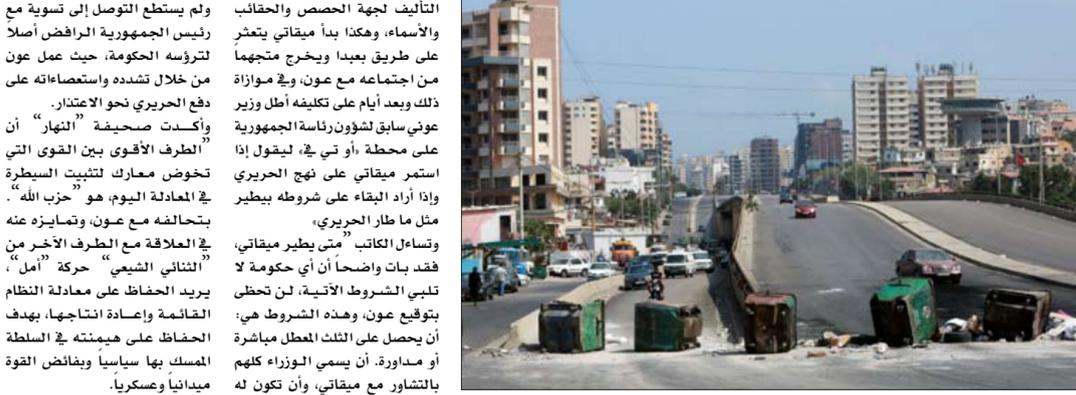 التأليف لجهة الحصص والحقائب
والأسماء، وهكذا بدأ ميقاتي يتعثر
على طريق بعبدا ويخرج متجهماً
من اجتماعه مع عون، وفي موازاة
ذلك وبعد أيام على تكليفه أطل وزير
عوني سابق لشؤون رئاسة الجمهورية
على محطة «أو تي في» ليقول إذا
استمر ميقاتي على نهج الحريري
وإذا أراد البقاء على شروطه بيطير
مثل ما طار الحريري»
وتساءل الكاتب ”متى يطير ميقاتي،
فقد بات واضحاً أن أي حكومة لا
تلبي الشروط الآتية، لن تحظى
بتوقيع عون، وهذه الشروط هي:
أن يحصل على الثلث المعطل مباشرة
أو مداورة. أن يسمي الوزراء كلهم
بالتشاور مع ميقاتي، وأن تكون له
ولم يستطع التوصل إلى تسوية مع
رئيس الجمهورية الرافض أصلاً
لترؤسه الحكومة، حيث عمل عون
من خلال تشدده واستعصاءاته على
دفع الحريري نحو الاعتذار.
وأكدت صحيفة ”النهار“ أن
”الطرف الأقوى بين القوى التي
تخوض معارك لتثبيت السيطرة
في المعادلة اليوم، هو ”حزب الله“.
بتحالفه مع عون، وتمايزه عنه
في العلاقة مع الطرف الآخر من
”الثنائي الشيعي“ حركة ”أمل“،
يريد الحفاظ على معادلة النظام
القائمة وإعادة انتاجها، بهدف
الحفاظ على هيمنته في السلطة
الممسك بها سياسياً وبفائض القوة
ميدانياً وعسكرياً.